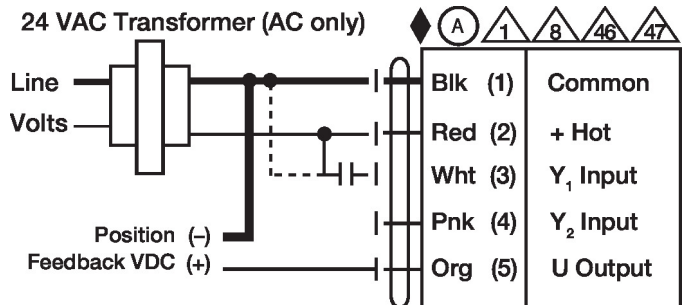 24 VAC Transformer (AC only)
A 1 8 46 47
Line
Volts
Blk (1) Common
Red (2) + Hot
Wht (3) Y1 Input
Pnk (4) Y2 Input
Org (5) U Output
Position (–)
Feedback VDC (+)